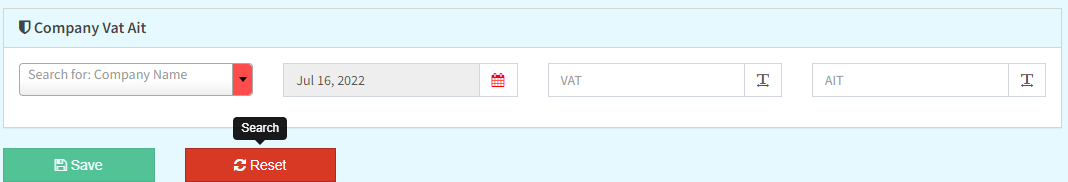 Company Vat Ait
Search for: Company Name
Jul 16, 2022
VAT
AIT
Search
Save
Reset